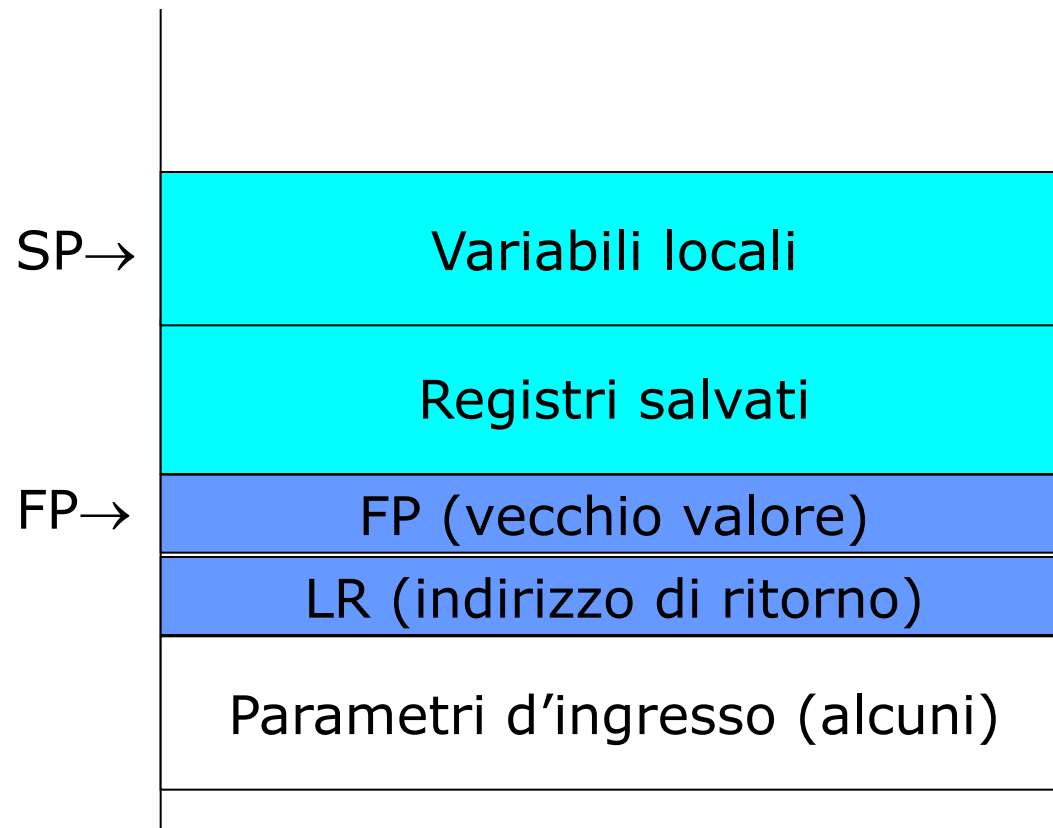 SP→
Variabili locali
Registri salvati
FP→
FP (vecchio valore)
LR (indirizzo di ritorno)
Parametri d’ingresso (alcuni)